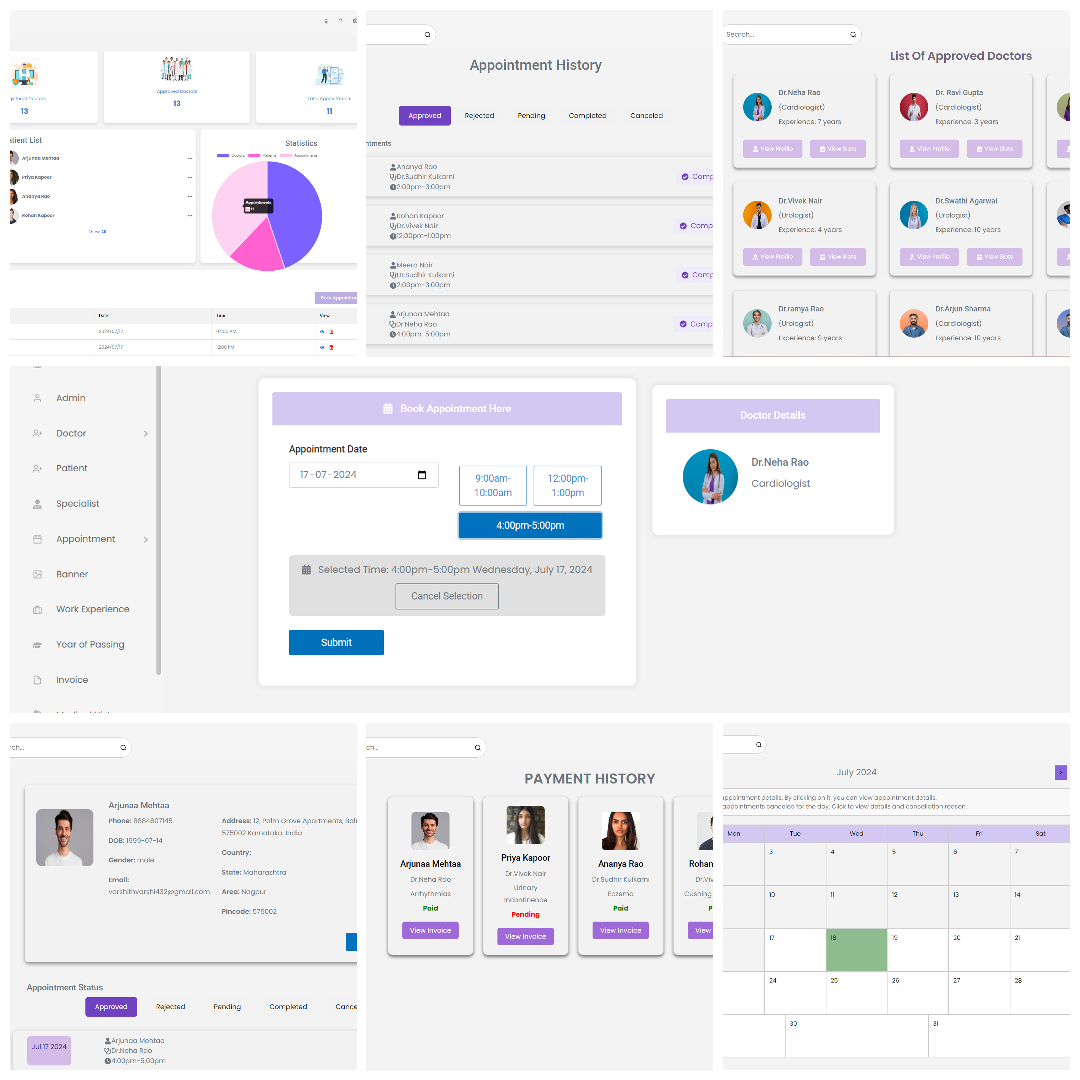 Approved Doctors
13
13
Total Appointments
11
Arjunaa Mehtaa
Priya Kapoor
Ananya Rao
Rohan Kapoor
View All
Statistics
Doctors
Patients
Appointments
Date
Time
View
2024/07/17
04:00 PM
2024/07/17
12:00 PM
Appointment History
Approved
Rejected
Pending
Completed
Canceled
Ananya Rao
Dr.Sudhir Kulkarni
2:00pm-3:00pm
Comp
Rohan Kapoor
Dr.Vivek Nair
12:00pm-1:00pm
Comp
Meera Nair
Dr.Sudhir Kulkarni
2:00pm-3:00pm
Comp
Arjunaa Mehtaa
Dr.Neha Rao
4:00pm-5:00pm
Comp
Search...
List Of Approved Doctors
Dr.Neha Rao
(Cardiologist)
Experience: 7 years
View Profile
View Slots
Dr. Ravi Gupta
(Cardiologist)
Experience: 3 years
View Profile
View Slots
Dr.Vivek Nair
(Urologist)
Experience: 4 years
View Profile
View Slots
Dr.Swathi Agarwal
(Urologist)
Experience: 10 years
View Profile
View Slots
Dr.ramya Rao
(Urologist)
Experience: 9 years
Dr.Arjun Sharma
(Cardiologist)
Experience: 10 years
Admin
Doctor
Patient
Specialist
Appointment
Banner
Work Experience
Year of Passing
Invoice
Book Appointment Here
Appointment Date
17-07-2024
9:00am-
10:00am
12:00pm-
1:00pm
4:00pm-5:00pm
Selected Time: 4:00pm-5:00pm Wednesday, July 17, 2024
Cancel Selection
Submit
Doctor Details
Dr.Neha Rao
Cardiologist
Arjunaa Mehtaa
Phone: 8884607145
DOB: 1999-07-14
Gender: male
Email:
varshithvarshi432@gmail.com
Address: 12, Palm Grove Apartments, Bal
575002 Karnataka, India
Country:
State: Maharashtra
Area: Nagpur
Pincode: 575002
Appointment Status
Approved
Rejected
Pending
Completed
Cance
Jul 17 2024
Arjunaa Mehtaa
Dr.Neha Rao
4:00pm-5:00pm
PAYMENT HISTORY
Arjunaa Mehtaa
Dr.Neha Rao
Arrhythmias
Paid
View Invoice
Priya Kapoor
Dr.Vivek Nair
Urinary
Incontinence
Pending
View Invoice
Ananya Rao
Dr.Sudhir Kulkarni
Eczema
Paid
View Invoice
Rohan
Dr.Viv
Cushing
P
View
July 2024
appointment details. By clicking on it, you can view appointment details.
appointments canceled for the day. Click to view details and cancellation reason.
Mon
Tue
Wed
Thu
Fri
Sat
3
4
5
6
7
10
11
12
13
14
17
18
19
20
21
24
25
26
27
28
30
31